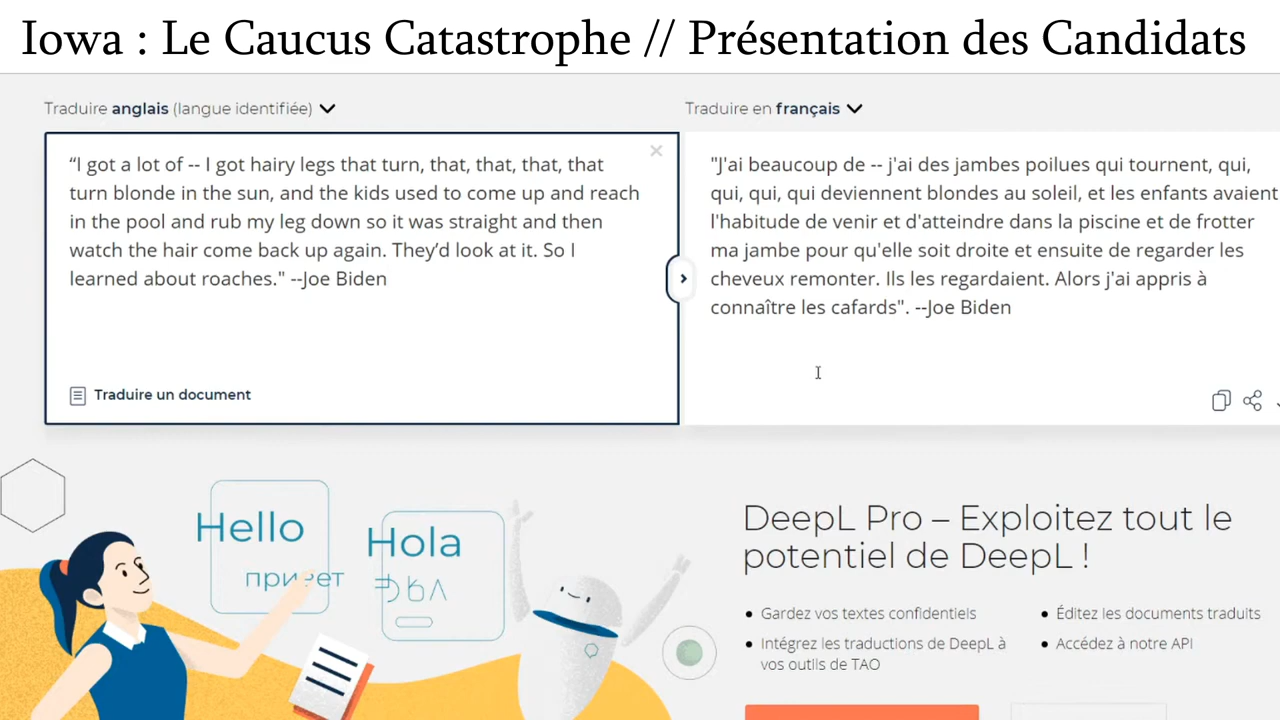 Iowa : Le Caucus Catastrophe // Présentation des Candidats
Traduire anglais (langue identifiée)
“I got a lot of -- I got hairy legs that turn, that, that, that, that
turn blonde in the sun, and the kids used to come up and reach
in the pool and rub my leg down so it was straight and then
watch the hair come back up again. They’d look at it. So I
learned about roaches." --Joe Biden
Traduire un document
Traduire en français
"J'ai beaucoup de -- j'ai des jambes poilues qui tournent, qui,
qui, qui, qui deviennent blondes au soleil, et les enfants avaient
l'habitude de venir et d'atteindre dans la piscine et de frotter
ma jambe pour qu'elle soit droite et ensuite de regarder les
cheveux remonter. Ils les regardaient. Alors j'ai appris à
connaître les cafards". --Joe Biden
Hello
Hola
DeepL Pro – Exploitez tout le
potentiel de DeepL !
Gardez vos textes confidentiels
Intégrez les traductions de DeepL à
vos outils de TAO
Éditez les documents traduits
Accédez à notre API